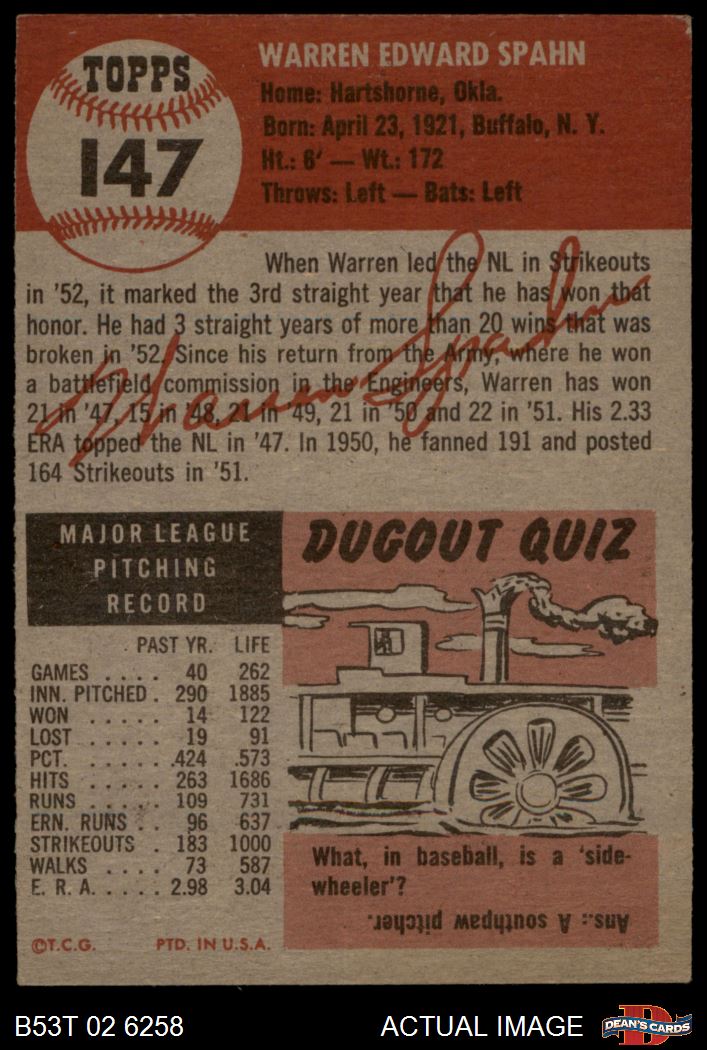 TOPPS
147
WARREN EDWARD SPAHN
Home: Hartshorne, Okla.
Born: April 23, 1921, Buffalo, N. Y.
Ht.: 6' — Wt.: 172
Throws: Left — Bats: Left
When Warren led the NL in Strikeouts
in '52, it marked the 3rd straight year that he has won that
honor. He had 3 straight years of more than 20 wins that was
broken in '52. Since his return from the Army, where he won
a battlefield commission in the Engineers, Warren has won
21 in '47, 15 in '48, 21 in '49, 21 in '50 and 22 in '51. His 2.33
ERA topped the NL in '47. In 1950, he fanned 191 and posted
164 Strikeouts in '51.
Warren Spahn
MAJOR LEAGUE
PITCHING
RECORD
PAST YR. LIFE
GAMES . . . . 40 262
INN. PITCHED . 290 1885
WON . . . . . 14 122
LOST . . . . . 19 91
PCT. . . . . . .424 .573
HITS . . . . . 263 1686
RUNS . . . . . 109 731
ERN. RUNS . . 96 637
STRIKEOUTS . 183 1000
WALKS . . . . 73 587
E. R. A. . . . . 2.98 3.04
©T.C.G. PTD. IN U.S.A.
DUGOUT QUIZ
What, in baseball, is a 'side-
wheeler'?
Ans.: A southpaw pitcher.
B53T 02 6258
ACTUAL IMAGE
D
DEAN'S CARDS